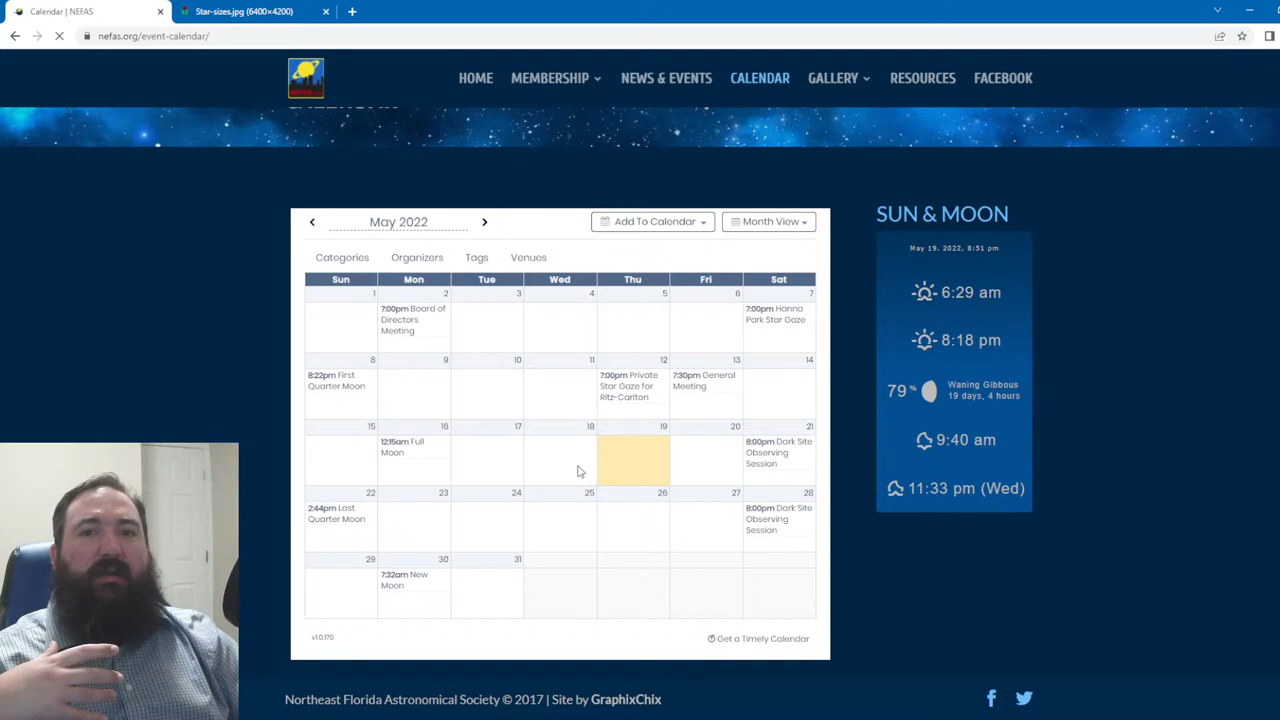 Calendar | NEFAS
Star-sizes.jpg (6400×4200)
nefas.org/event-calendar/
HOME MEMBERSHIP NEWS & EVENTS CALENDAR GALLERY RESOURCES FACEBOOK
May 2022
Add To Calendar
Month View
Categories Organizers Tags Venues
Sun Mon Tue Wed Thu Fri Sat
1 2 3 4 5 6 7
7:00pm Board of
Directors
Meeting
7:00pm Hanna
Park Star Gaze
8 9 10 11 12 13 14
8:22pm First
Quarter Moon
7:00pm Private
Star Gaze for
Ritz-Carlton
7:30pm General
Meeting
15 16 17 18 19 20 21
12:15am Full
Moon
8:00pm Dark Site
Observing
Session
22 23 24 25 26 27 28
2:44pm Last
Quarter Moon
8:00pm Dark Site
Observing
Session
29 30 31
7:32am New
Moon
v1.0.170
Get a Timely Calendar
SUN & MOON
May 19, 2022, 8:51 pm
6:29 am
8:18 pm
79%
Waning Gibbous
19 days, 4 hours
9:40 am
11:33 pm (Wed)
Northeast Florida Astronomical Society © 2017 | Site by GraphixChix